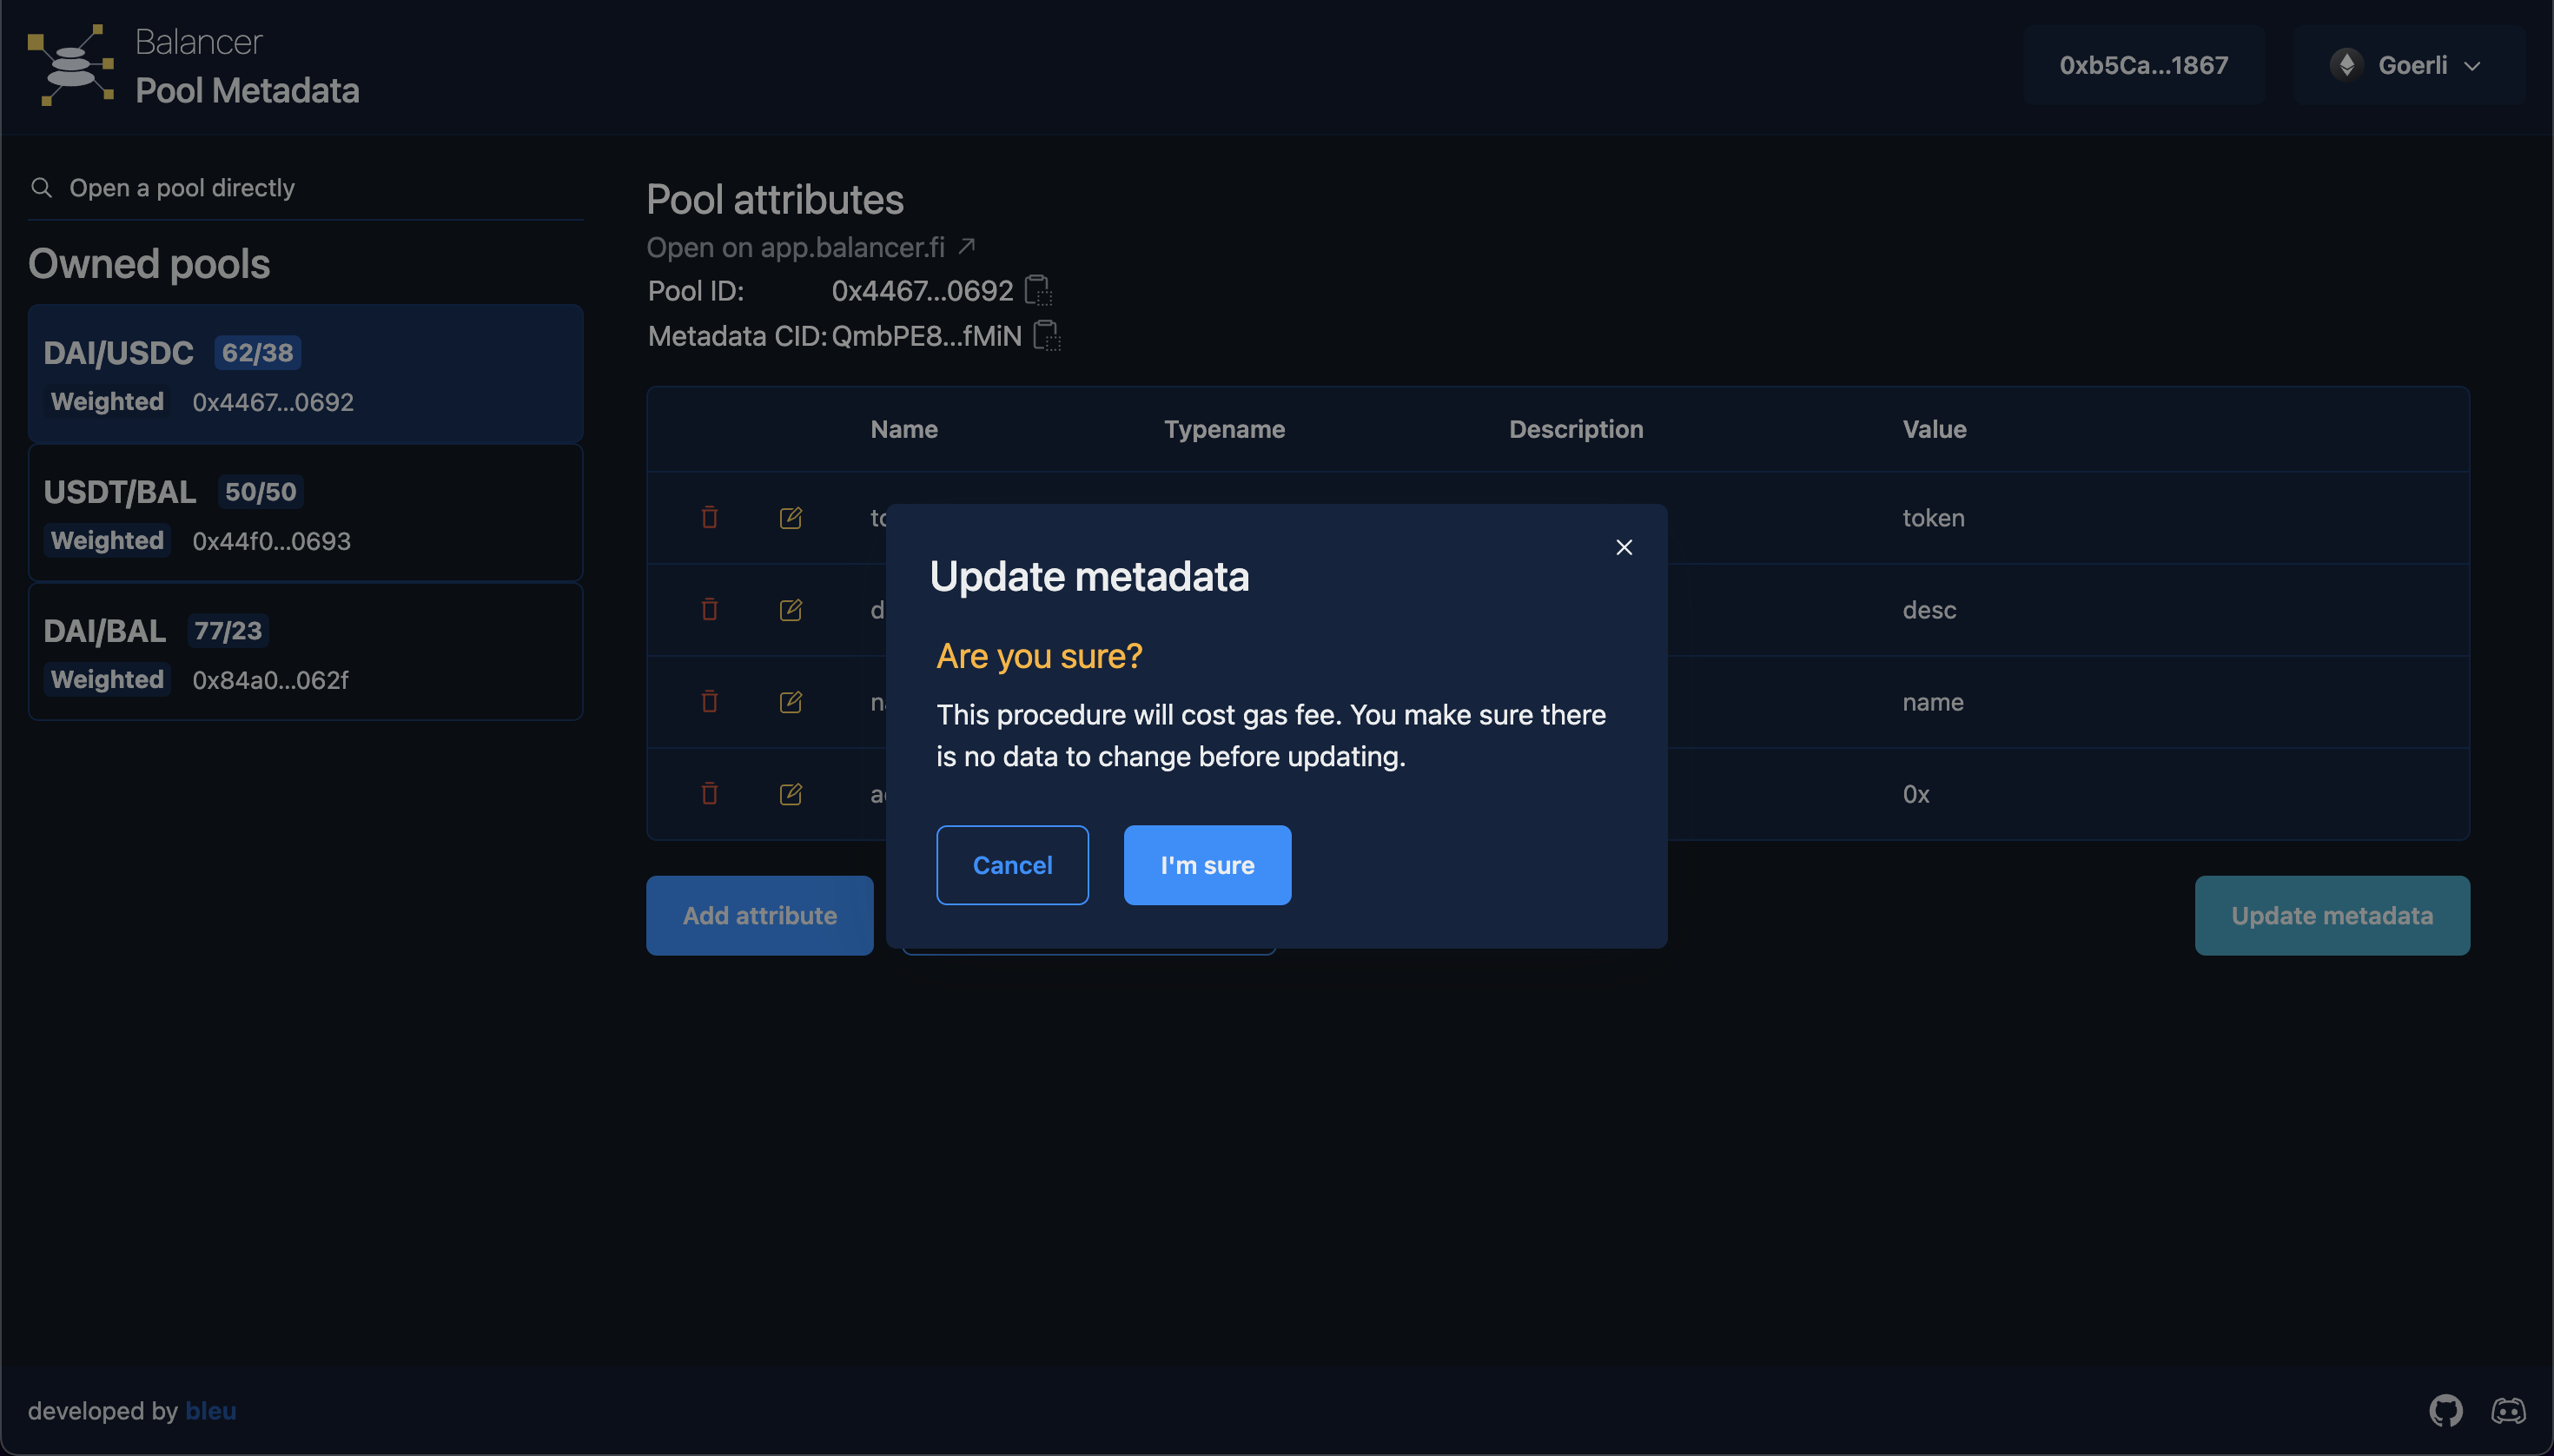 Balancer
Pool Metadata
0xb5Ca...1867
Goerli
Open a pool directly
Owned pools
DAI/USDC 62/38
Weighted 0x4467...0692
USDT/BAL 50/50
Weighted 0x44f0...0693
DAI/BAL 77/23
Weighted 0x84a0...062f
Pool attributes
Open on app.balancer.fi
Pool ID: 0x4467...0692
Metadata CID: QmbPE8...fMiN
Name Typename Description Value
token
desc
name
0x
Update metadata
Are you sure?
This procedure will cost gas fee. You make sure there
is no data to change before updating.
Cancel I'm sure
Add attribute
Update metadata
developed by bleu